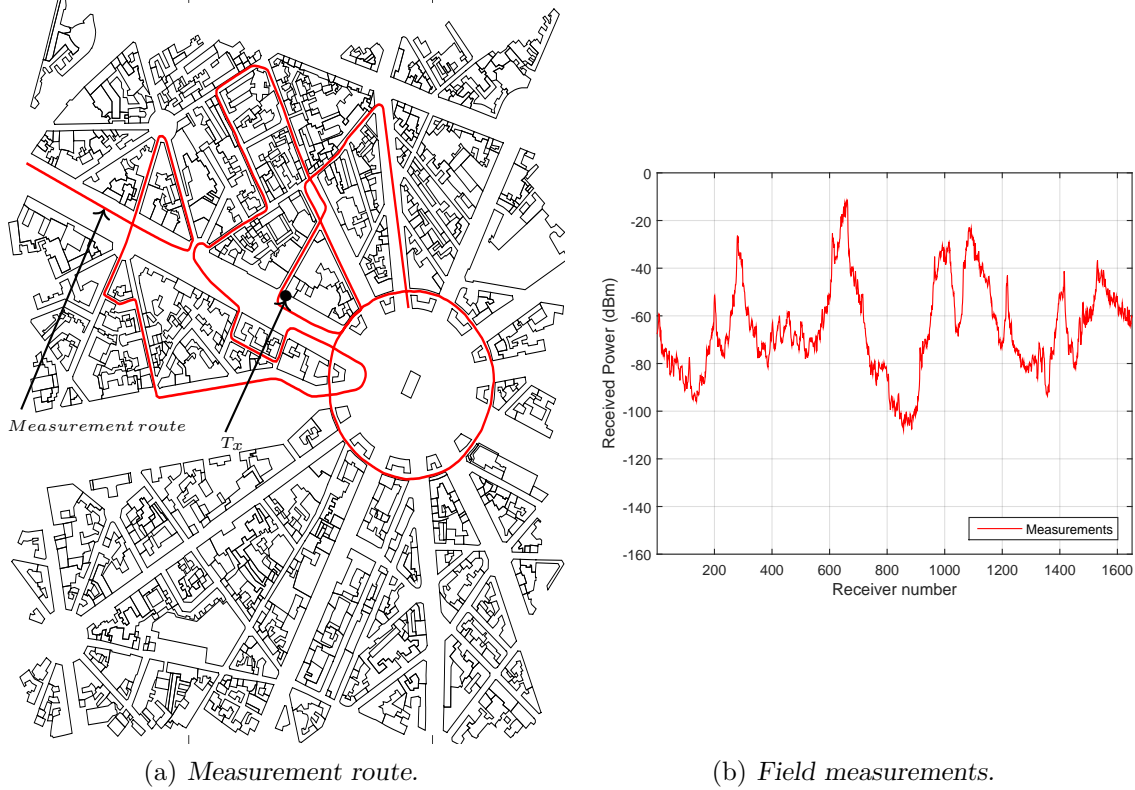 Measurement route
T_x
(a) Measurement route.
0
-20
-40
-60
-80
-100
-120
-140
-160
Received Power (dBm)
Measurements
200 400 600 800 1000 1200 1400 1600
Receiver number
(b) Field measurements.